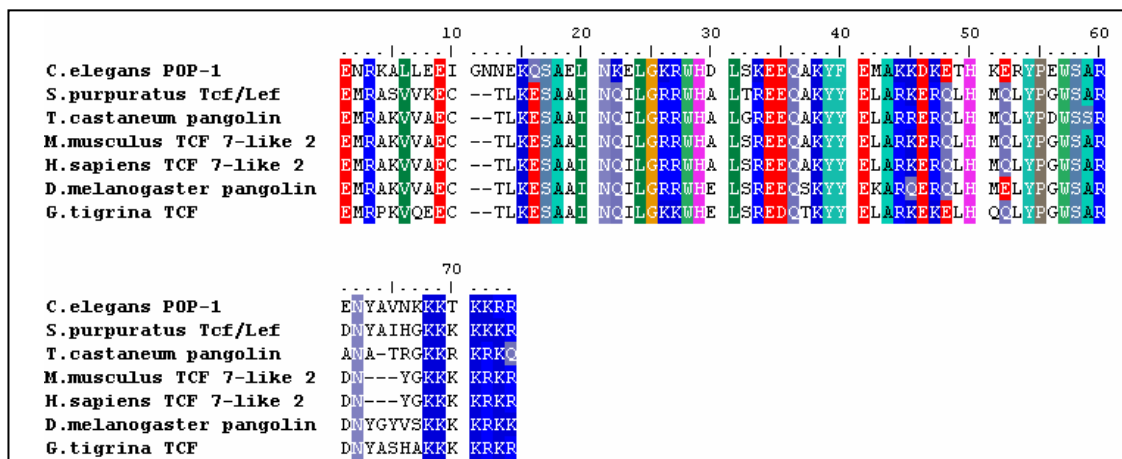 10 20 30 40 50 60
C.elegans POP-1 ENRKALLEEI GNNEKQSAEL NKELGKRWHD LSKEEQAKYF EMAKKDKETH KERYPEWSAR
S.purpuratus Tcf/Lef EMRASVVKEC --TLKESAAI NQILGRRWHA LTREEQAKYY ELARKERQLH MQLYPGWSAR
T.castaneum pangolin EMRAKVVAEC --TLKESAAI NQILGRRWHA LGREEQAKYY ELARRERQLH MQLYPDWSSR
M.musculus TCF 7-like 2 EMRAKVVAEC --TLKESAAI NQILGRRWHA LSREEQAKYY ELARKERQLH MQLYPGWSAR
H.sapiens TCF 7-like 2 EMRAKVVAEC --TLKESAAI NQILGRRWHA LSREEQAKYY ELARKERQLH MQLYPGWSAR
D.melanogaster pangolin EMRAKVVAEC --TLKESAAI NQILGRRWHE LSREEQSKYY EKARQERQLH MELYPGWSAR
G.tigrina TCF EMRPKVQEEC --TLKESAAI NQILGKKWHE LSREDQTKYY ELARKEKELH QQLYPGWSAR
70
C.elegans POP-1 ENYAVNKKKT KKRR
S.purpuratus Tcf/Lef DNYAIHGKKK KKKR
T.castaneum pangolin ANA-TRGKKR KRKQ
M.musculus TCF 7-like 2 DN---YGKKK KRKR
H.sapiens TCF 7-like 2 DN---YGKKK KRKR
D.melanogaster pangolin DNYGYVSKKK KRKK
G.tigrina TCF DNYASHAKKK KRKR